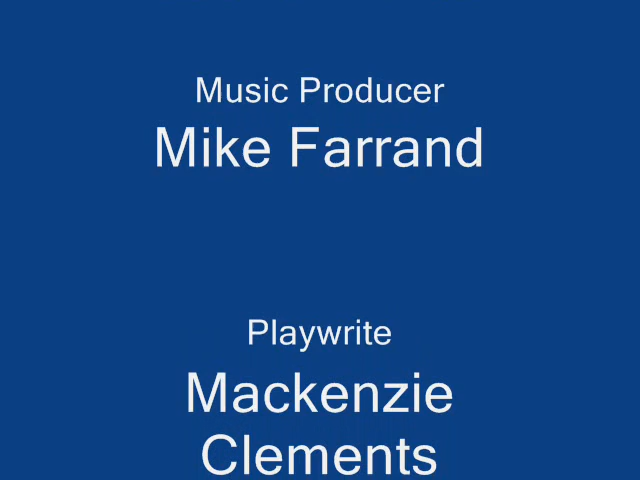 Music Producer
Mike Farrand
Playwrite
Mackenzie
Clements